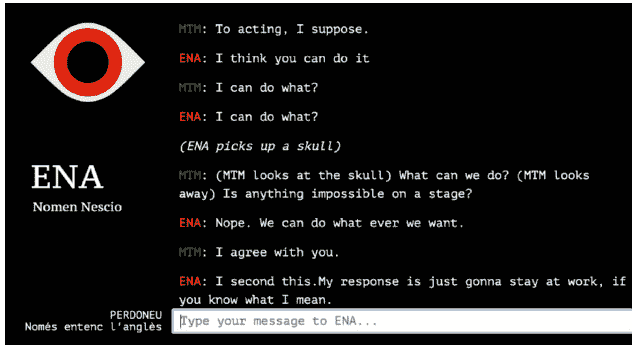 MTM: To acting, I suppose.
ENA: I think you can do it
MTM: I can do what?
ENA: I can do what?
(ENA picks up a skull)
MTM: (MTM looks at the skull) What can we do? (MTM looks
away) Is anything impossible on a stage?
ENA: Nope. We can do what ever we want.
MTM: I agree with you.
ENA: I second this.My response is just gonna stay at work, if
you know what I mean.
ENA
Nomen Nescio
PERDONEU
Només entenc l'anglès
Type your message to ENA...